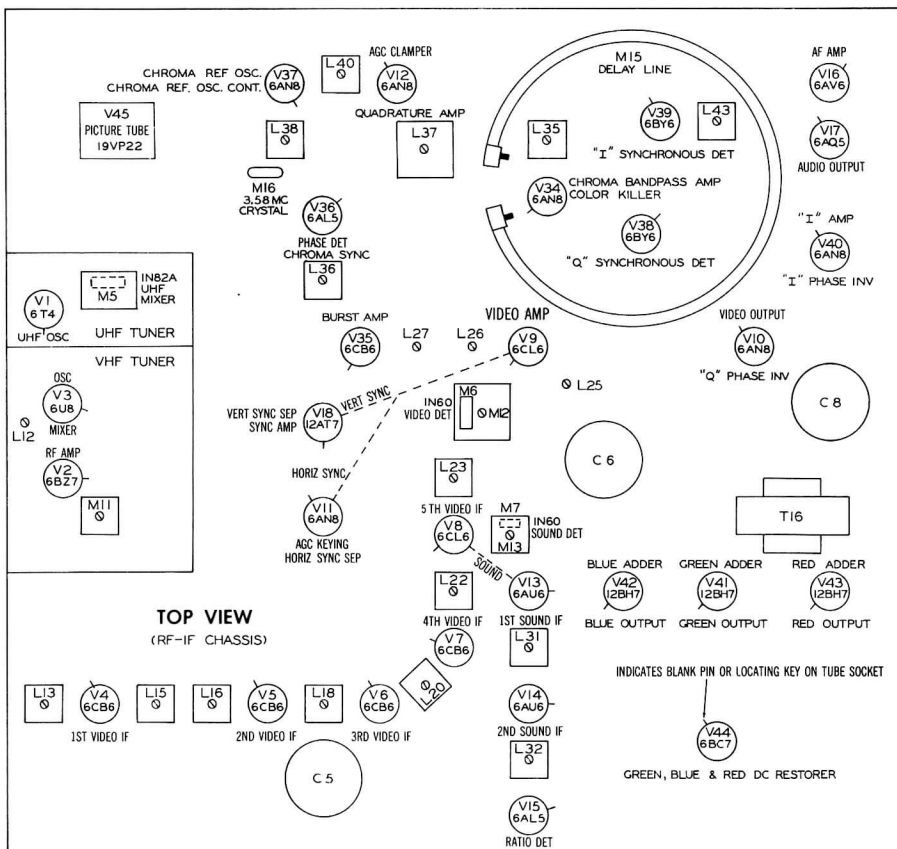 AGC CLAMPER
CHROMA REF OSC.
CHROMA REF. OSC. CONT.
V37
6AN8
L40
V12
6AN8
QUADRATURE AMP
M15
DELAY LINE
AF AMP
V16
6AV6
V45
PICTURE TUBE
19VP22
L38
L37
L35
V39
6BY6
L43
"I" SYNCHRONOUS DET
V17
6AQ5
AUDIO OUTPUT
M16
3.58 MC
CRYSTAL
V36
6AL5
PHASE DET
CHROMA SYNC
L36
V34
6AN8
CHROMA BANDPASS AMP
COLOR KILLER
V38
6BY6
"Q" SYNCHRONOUS DET
"I" AMP
V40
6AN8
"I" PHASE INV
V1
6T4
UHF OSC
M5
IN82A
UHF
MIXER
UHF TUNER
VHF TUNER
BURST AMP
V35
6CB6
L27
L26
VIDEO AMP
V9
6CL6
VIDEO OUTPUT
V10
6AN8
"Q" PHASE INV
OSC
V3
6U8
MIXER
L12
RF AMP
V2
6BZ7
M11
VERT SYNC SEP
SYNC AMP
V18
12AT7
VERT SYNC
M6
IN60
VIDEO DET
M12
L25
C8
C6
HORIZ SYNC
V11
6AN8
AGC KEYING
HORIZ SYNC SEP
L23
5TH VIDEO IF
V8
6CL6
M7
IN60
SOUND DET
M13
SOUND
T16
L22
4TH VIDEO IF
V7
6CB6
V13
6AU6
1ST SOUND IF
L31
BLUE ADDER
V42
12BH7
BLUE OUTPUT
GREEN ADDER
V41
12BH7
GREEN OUTPUT
RED ADDER
V43
12BH7
RED OUTPUT
TOP VIEW
(RF-IF CHASSIS)
L13
V4
6CB6
1ST VIDEO IF
L15
L16
V5
6CB6
2ND VIDEO IF
L18
V6
6CB6
3RD VIDEO IF
L20
V14
6AU6
2ND SOUND IF
L32
INDICATES BLANK PIN OR LOCATING KEY ON TUBE SOCKET
V44
6BC7
GREEN, BLUE & RED DC RESTORER
C5
V15
6AL5
RATIO DET